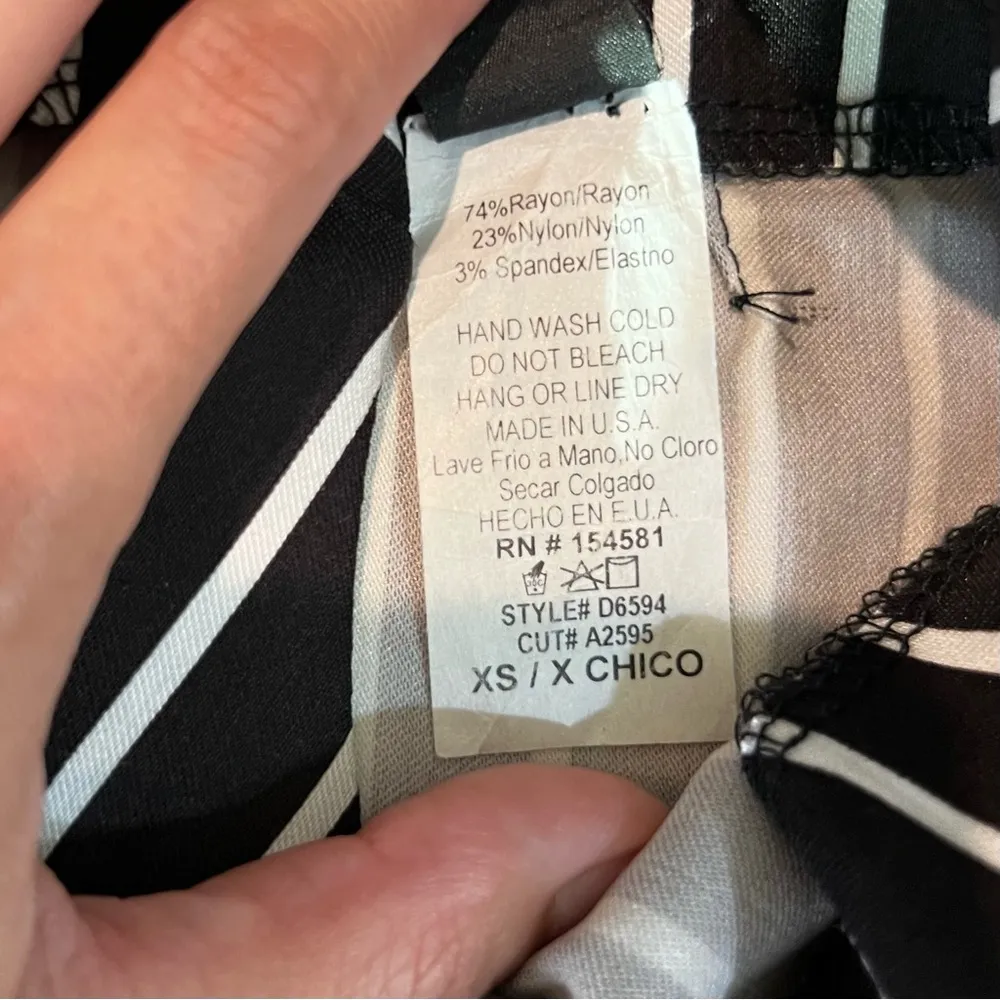 74%Rayon/Rayon
23%Nylon/Nylon
3% Spandex/Elastno
HAND WASH COLD
DO NOT BLEACH
HANG OR LINE DRY
MADE IN U.S.A.
Lave Frio a Mano,No Cloro
Secar Colgado
HECHO EN E.U.A.
RN # 154581
30C
STYLE# D6594
CUT# A2595
XS / X CHICO